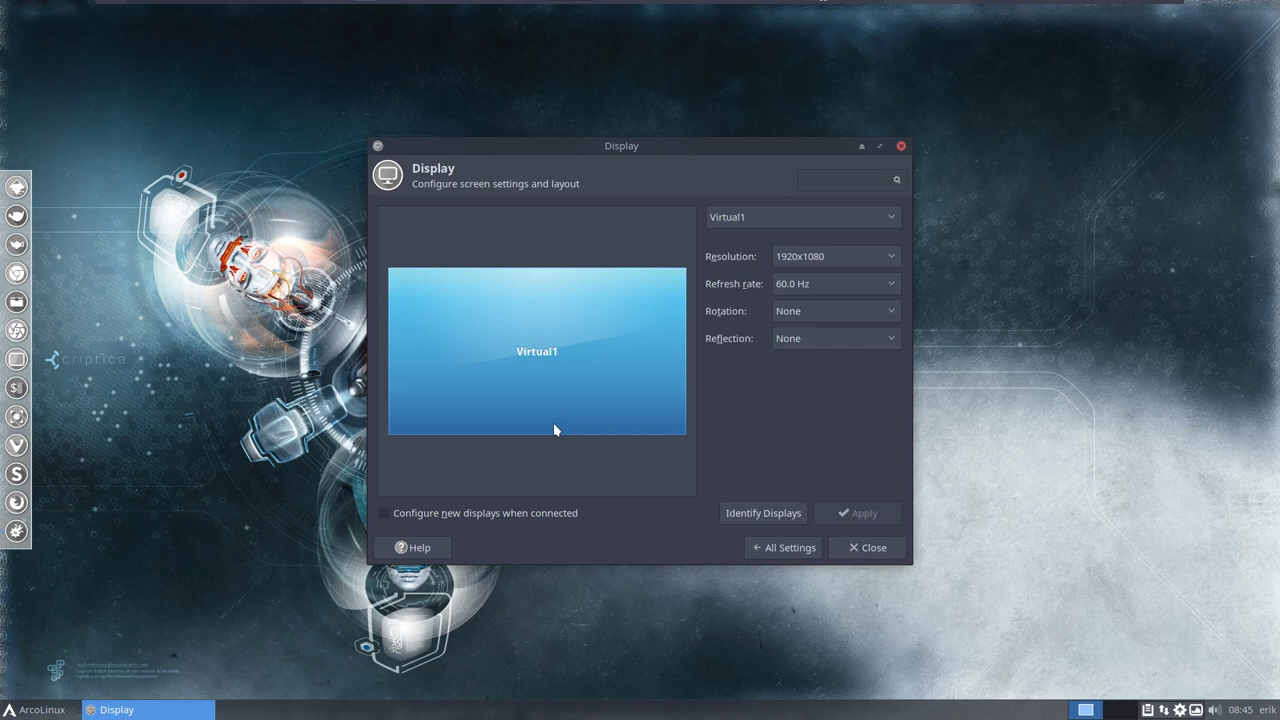 Display
Display
Configure screen settings and layout
Virtual1
Resolution: 1920x1080
Refresh rate: 60.0 Hz
Rotation: None
Reflection: None
Virtual1
Configure new displays when connected
Identify Displays
Apply
Help
All Settings
Close
criptica
ArcoLinux
Display
08:45
erik